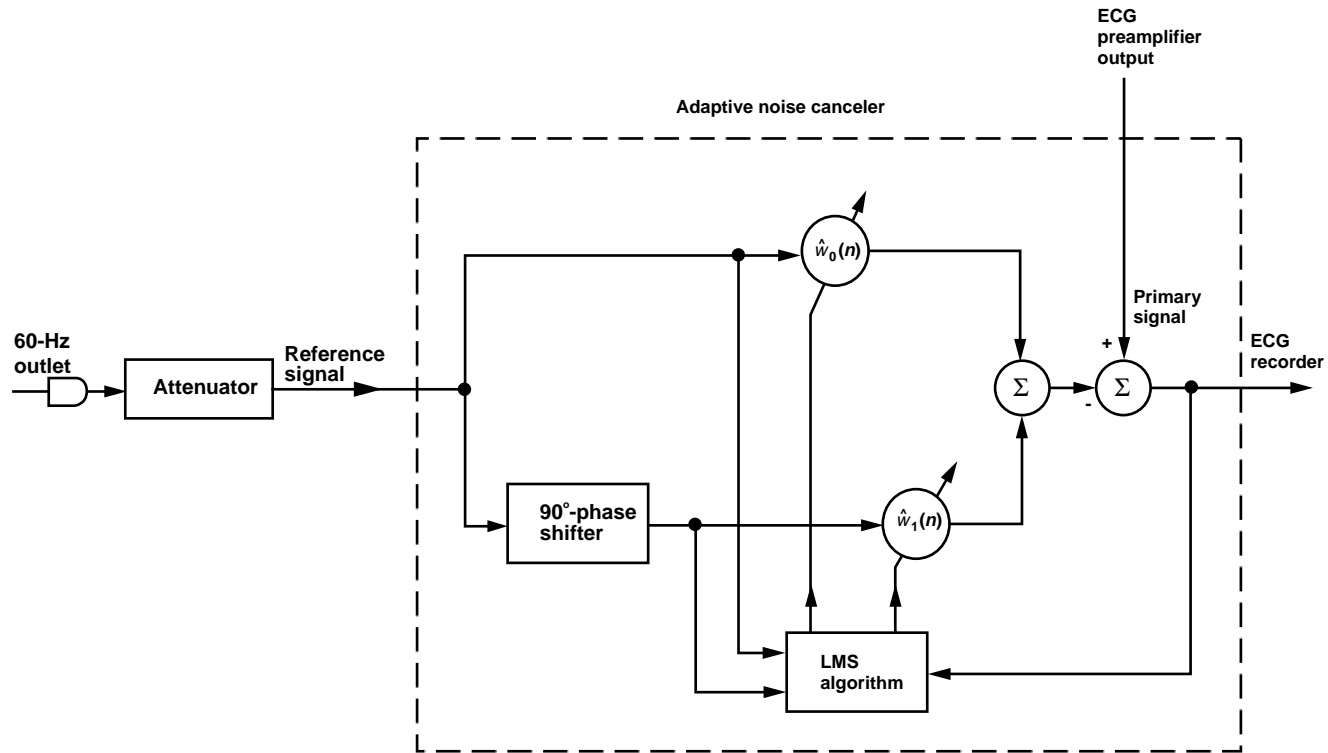 ECG
preamplifier
output
Adaptive noise canceler
ŵ0(n)
Primary
signal
60-Hz
outlet
Attenuator
Reference
signal
+
ECG
recorder
Σ
-
Σ
90°-phase
shifter
ŵ1(n)
LMS
algorithm